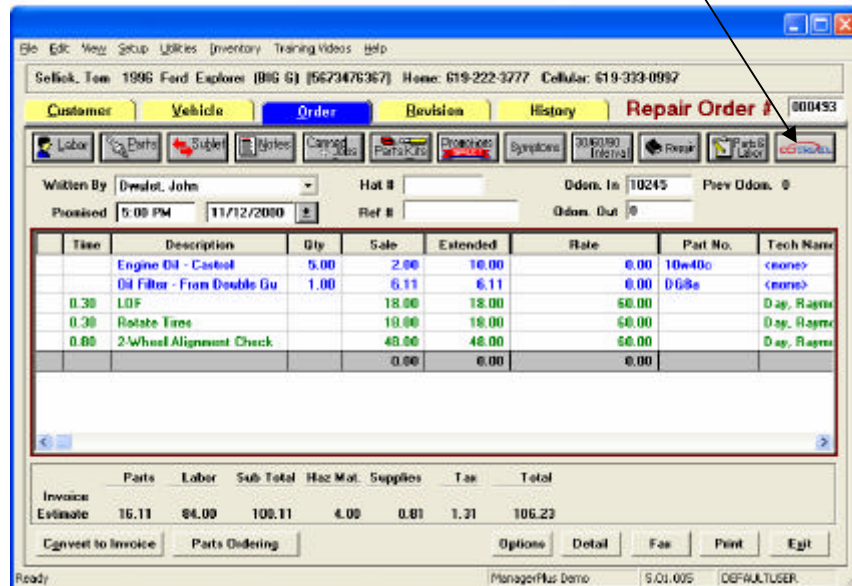 File Edit View Setup Utilities Inventory Training Videos Help
Sellick, Tom 1996 Ford Explorer (BIG G) (5673476367) Home: 619-222-3777 Cellular: 619-333-0997
Customer Vehicle Order Revision History Repair Order # 000493
Labor Parts Sublet Notes Canned Jobs Parts Kits Promotions Symptoms 30/60/90 Interval Repair Parts & Labor
Written By Dwulet, John Hat # Odom. In 10245 Prev Odom. 0
Promised 5:00 PM 11/12/2000 Ref # Odom. Out 0
Time Description Qty Sale Extended Rate Part No. Tech Name
Engine Oil - Castrol 5.00 2.00 10.00 0.00 10w40c <none>
Oil Filter - Fram Double Gu 1.00 6.11 6.11 0.00 DG8a <none>
0.30 LOF 18.00 18.00 60.00 Day, Raymo
0.30 Rotate Tires 18.00 18.00 60.00 Day, Raymo
0.80 2-Wheel Alignment Check 48.00 48.00 60.00 Day, Raymo
0.00 0.00 0.00
Parts Labor Sub Total Haz Mat. Supplies Tax Total
Invoice
Estimate 16.11 84.00 100.11 4.00 0.81 1.31 106.23
Convert to Invoice Parts Ordering Options Detail Fax Print Exit
Ready ManagerPlus Demo 5.01.005 DEFAULTUSER